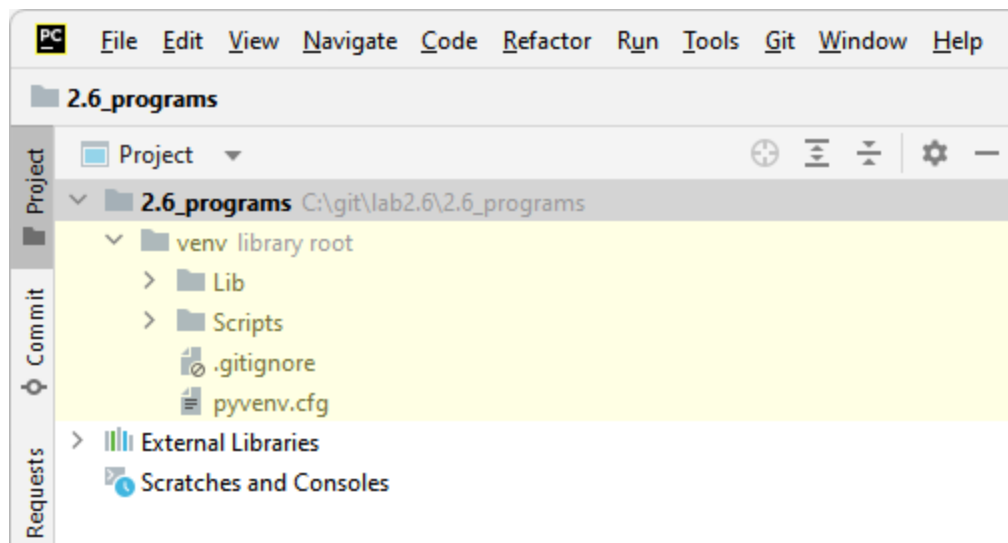 PC File Edit View Navigate Code Refactor Run Tools Git Window Help
2.6_programs
Project
2.6_programs C:\git\lab2.6\2.6_programs
venv library root
Lib
Scripts
.gitignore
pyvenv.cfg
External Libraries
Scratches and Consoles
Project
Commit
Requests